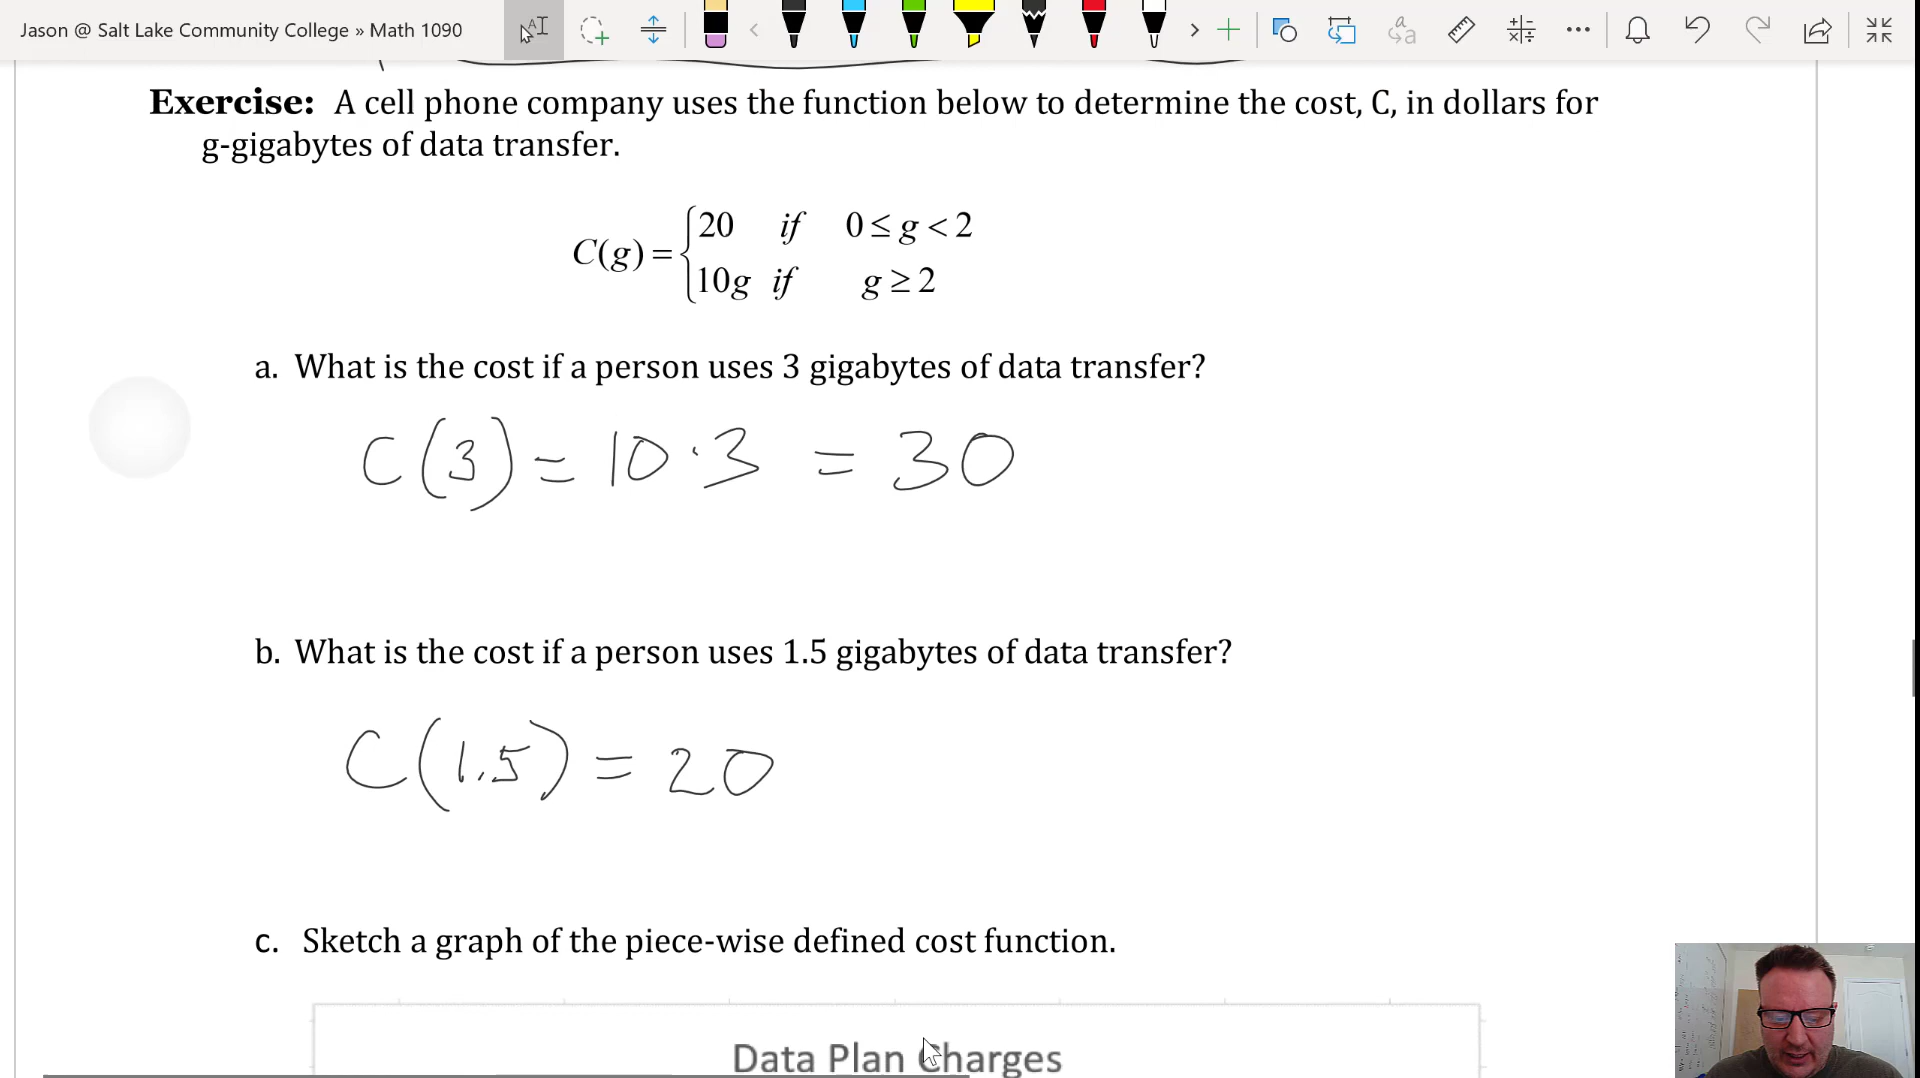 Jason @ Salt Lake Community College » Math 1090
Exercise: A cell phone company uses the function below to determine the cost, C, in dollars for
g-gigabytes of data transfer.
C(g) = {20 if 0 ≤ g < 2
10g if g ≥ 2
a. What is the cost if a person uses 3 gigabytes of data transfer?
C(3) = 10 · 3 = 30
b. What is the cost if a person uses 1.5 gigabytes of data transfer?
C(1.5) = 20
c. Sketch a graph of the piece-wise defined cost function.
Data Plan Charges